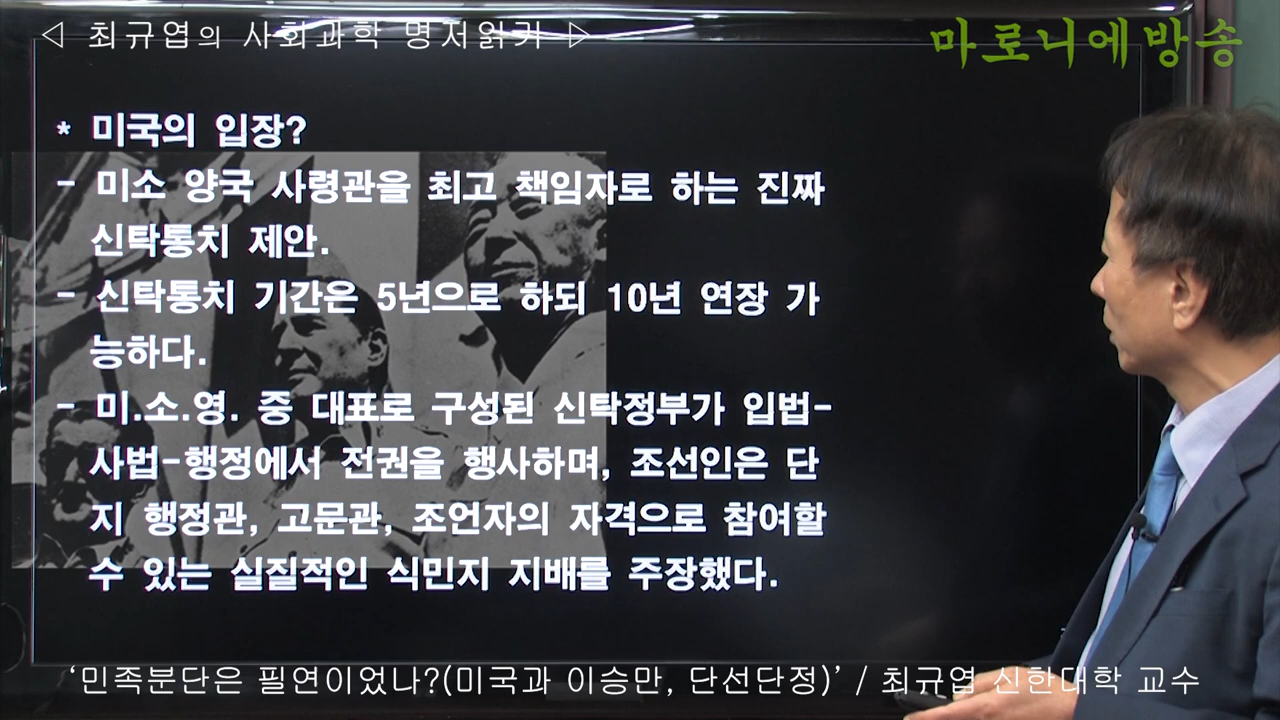 ◁ 최규엽의 사회과학 명저읽기 ▷
마로니에방송
* 미국의 입장?
- 미소 양국 사령관을 최고 책임자로 하는 진짜
신탁통치 제안.
- 신탁통치 기간은 5년으로 하되 10년 연장 가
능하다.
- 미.소.영. 중 대표로 구성된 신탁정부가 입법-
사법-행정에서 전권을 행사하며, 조선인은 단
지 행정관, 고문관, 조언자의 자격으로 참여할
수 있는 실질적인 식민지 지배를 주장했다.
‘민족분단은 필연이었나?(미국과 이승만, 단선단정)’ / 최규엽 신한대학 교수